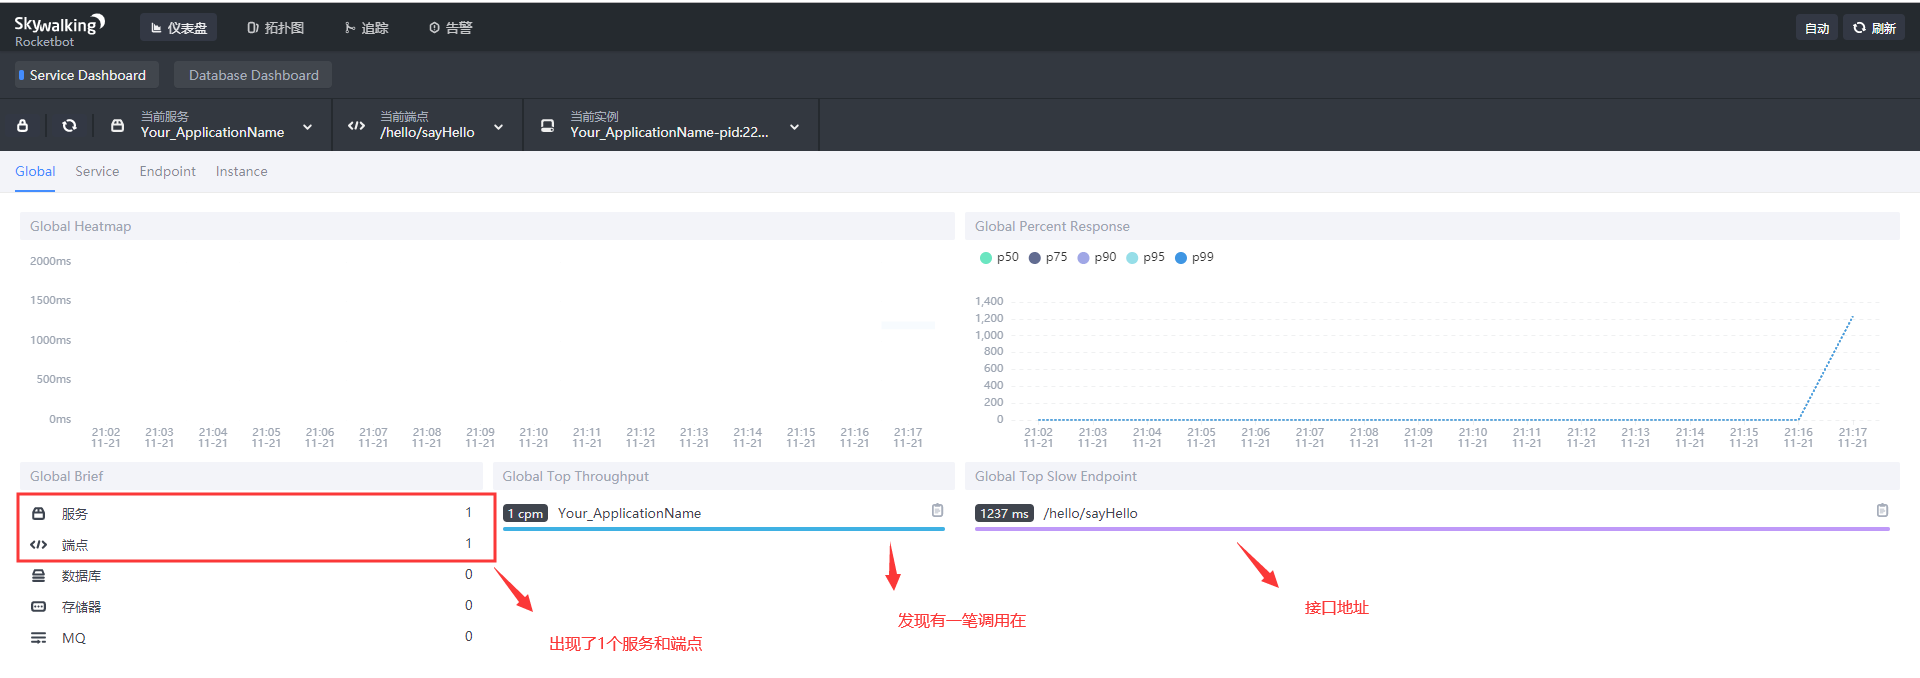 Skywalking
Rocketbot
仪表盘
拓扑图
追踪
告警
自动
刷新
Service Dashboard
Database Dashboard
当前服务
Your_ApplicationName
当前端点
/hello/sayHello
当前实例
Your_ApplicationName-pid:22...
Global
Service
Endpoint
Instance
Global Heatmap
2000ms
1500ms
1000ms
500ms
0ms
21:02 21:03 21:04 21:05 21:06 21:07 21:08 21:09 21:10 21:11 21:12 21:13 21:14 21:15 21:16 21:17
11-21 11-21 11-21 11-21 11-21 11-21 11-21 11-21 11-21 11-21 11-21 11-21 11-21 11-21 11-21 11-21
Global Percent Response
p50 p75 p90 p95 p99
1,400
1,200
1,000
800
600
400
200
0
21:02 21:03 21:04 21:05 21:06 21:07 21:08 21:09 21:10 21:11 21:12 21:13 21:14 21:15 21:16 21:17
11-21 11-21 11-21 11-21 11-21 11-21 11-21 11-21 11-21 11-21 11-21 11-21 11-21 11-21 11-21 11-21
Global Brief
服务 1
端点 1
数据库 0
存储器 0
MQ 0
出现了1个服务和端点
Global Top Throughput
1 cpm Your_ApplicationName
发现有一笔调用在
Global Top Slow Endpoint
1237 ms /hello/sayHello
接口地址